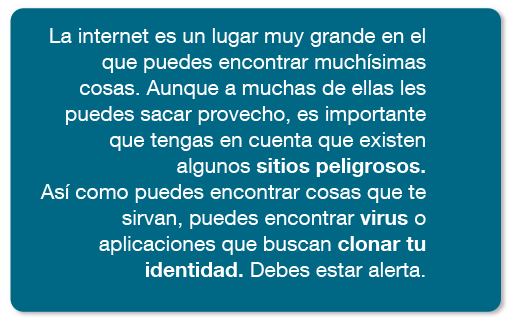 La internet es un lugar muy grande en el
que puedes encontrar muchísimas
cosas. Aunque a muchas de ellas les
puedes sacar provecho, es importante
que tengas en cuenta que existen
algunos sitios peligrosos.
Así como puedes encontrar cosas que te
sirvan, puedes encontrar virus o
aplicaciones que buscan clonar tu
identidad. Debes estar alerta.